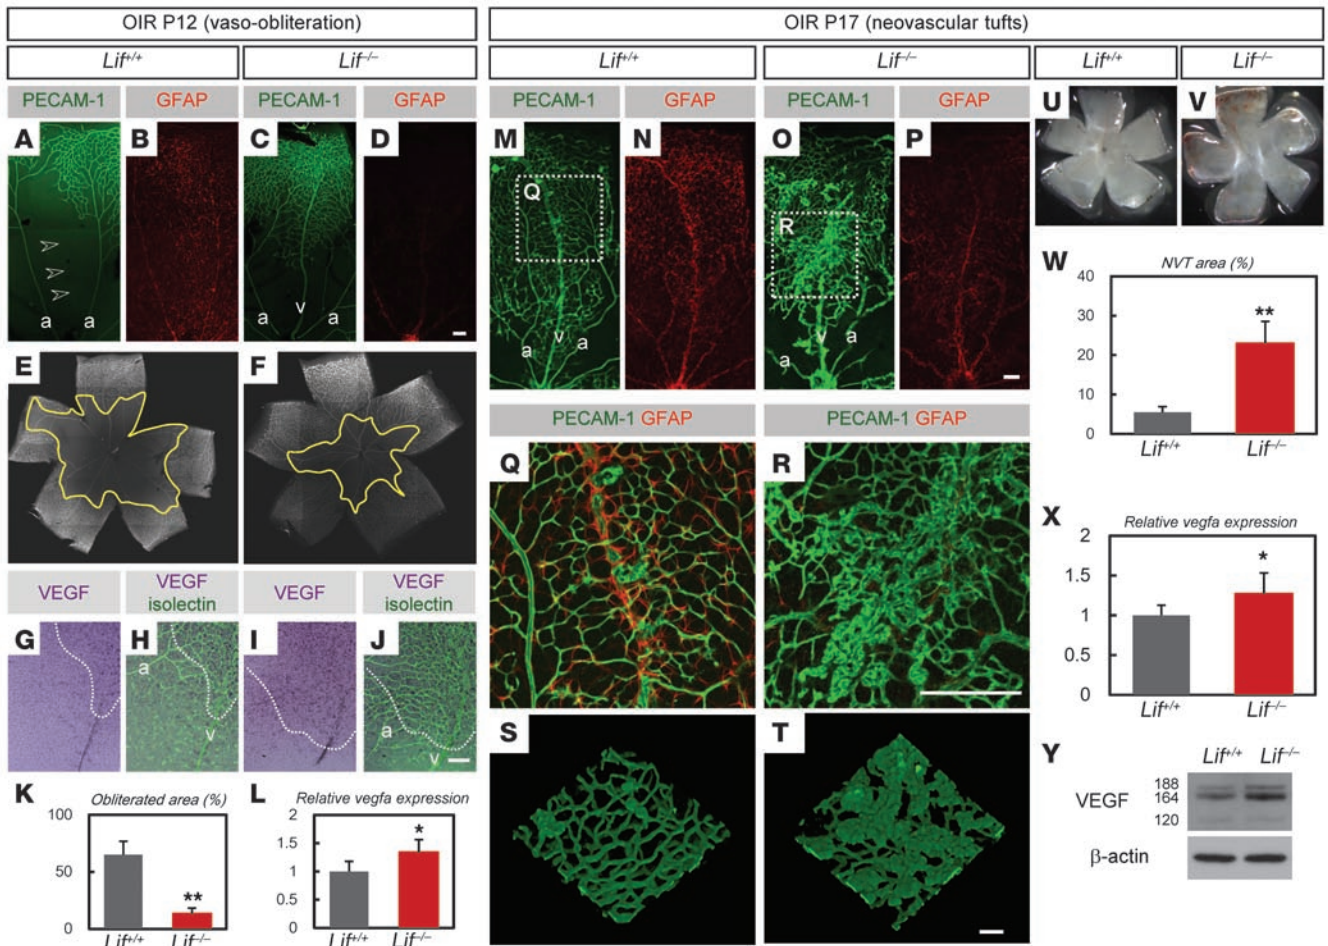 OIR P12 (vaso-obliteration)
OIR P17 (neovascular tufts)
Lif+/+
Lif–/–
Lif+/+
Lif–/–
Lif+/+
Lif–/–
PECAM-1
GFAP
PECAM-1
GFAP
PECAM-1
GFAP
PECAM-1
GFAP
A
a
a
B
C
a
v
a
D
M
Q
a
v
a
N
O
R
a
v
a
P
U
V
E
F
PECAM-1 GFAP
PECAM-1 GFAP
Q
R
S
T
VEGF
VEGF
isolectin
VEGF
VEGF
isolectin
G
H
a
v
I
J
a
v
K
Obliterated area (%)
100
50
0
**
Lif+/+
Lif–/–
L
Relative vegfa expression
2
1.5
1
0.5
0
*
Lif+/+
Lif–/–
W
NVT area (%)
40
30
20
10
0
**
Lif+/+
Lif–/–
X
Relative vegfa expression
2
1.5
1
0.5
0
*
Lif+/+
Lif–/–
Y
Lif+/+
Lif–/–
VEGF
188
164
120
β-actin